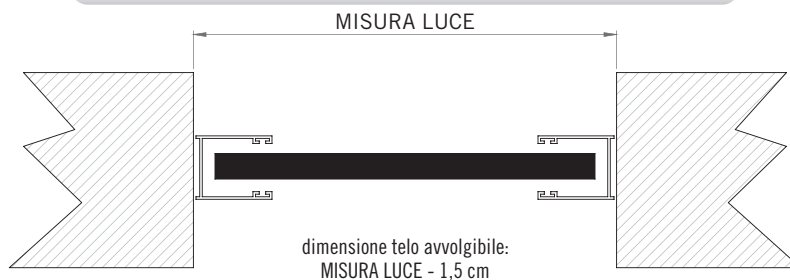 MISURA LUCE
dimensione telo avvolgibile:
MISURA LUCE - 1,5 cm